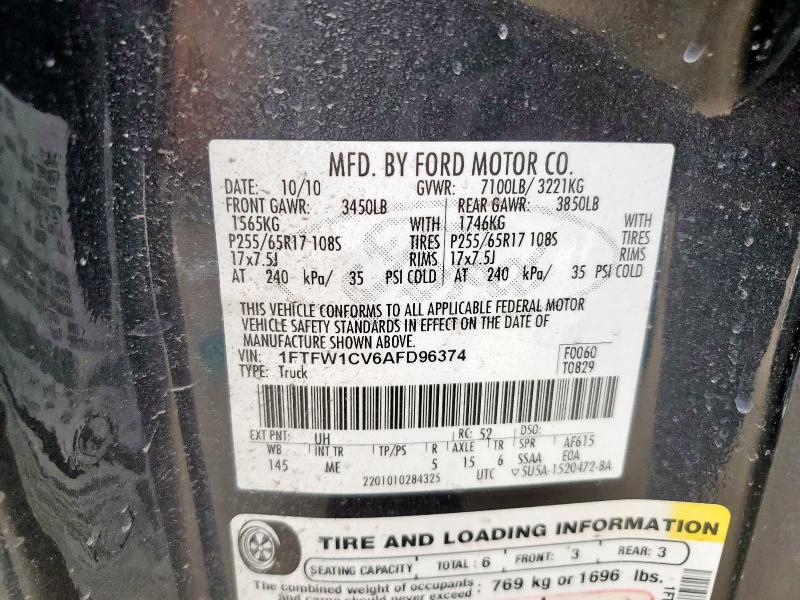 MFD. BY FORD MOTOR CO.
DATE: 10/10 GVWR: 7100LB/ 3221KG
FRONT GAWR: 3450LB REAR GAWR: 3850LB
1565KG WITH 1746KG WITH
P255/65R17 108S TIRES P255/65R17 108S TIRES
17x7.5J RIMS 17x7.5J RIMS
AT 240 kPa/ 35 PSI COLD AT 240 kPa/ 35 PSI COLD
THIS VEHICLE CONFORMS TO ALL APPLICABLE FEDERAL MOTOR
VEHICLE SAFETY STANDARDS IN EFFECT ON THE DATE OF
MANUFACTURE SHOWN ABOVE.
VIN: 1FTFW1CV6AFD96374 F0060
TYPE: Truck T0829
EXT PNT: UH RC: 52 DSO:
WB INT TR TP/PS R AXLE TR SPR AF615
145 ME 5 15 6 SSAA EOA
2201010284325 UTC ▽5U5A-1520472-BA
TIRE AND LOADING INFORMATION
SEATING CAPACITY TOTAL : 6 FRONT: 3 REAR: 3
The combined weight of occupants : 769 kg or 1696 lbs.
and cargo should never exceed